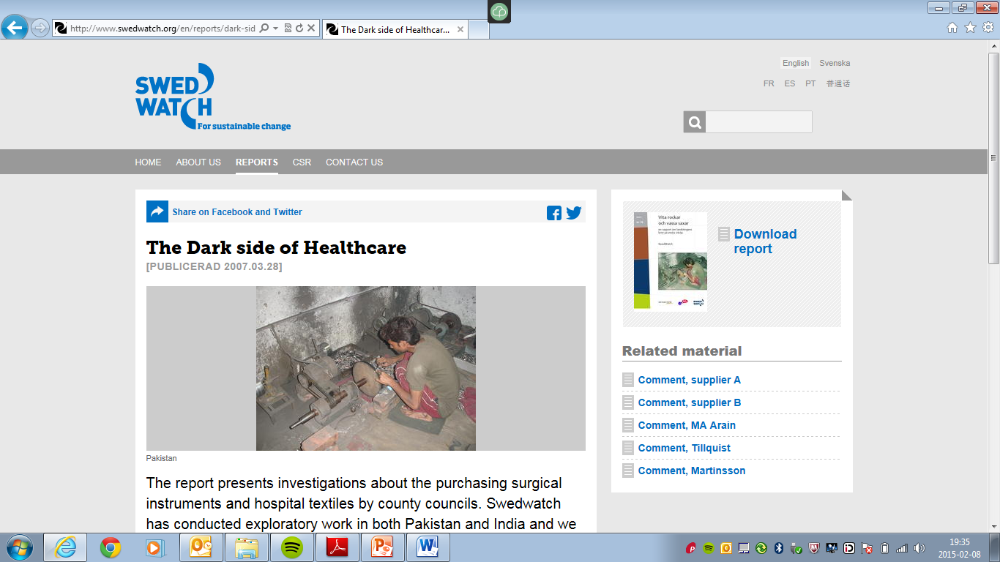 http://www.swedwatch.org/en/reports/dark-sid
The Dark side of Healthcar...
English Svenska
FR ES PT 普通话
SWED
WATCH
For sustainable change
HOME ABOUT US REPORTS CSR CONTACT US
Share on Facebook and Twitter
The Dark side of Healthcare
[PUBLICERAD 2007.03.28]
Pakistan
The report presents investigations about the purchasing surgical
instruments and hospital textiles by county councils. Swedwatch
has conducted exploratory work in both Pakistan and India and we
Vita rockar
och vassa saxar
SwedWatch
Download
report
Related material
Comment, supplier A
Comment, supplier B
Comment, MA Arain
Comment, Tillquist
Comment, Martinsson
19:35
2015-02-08